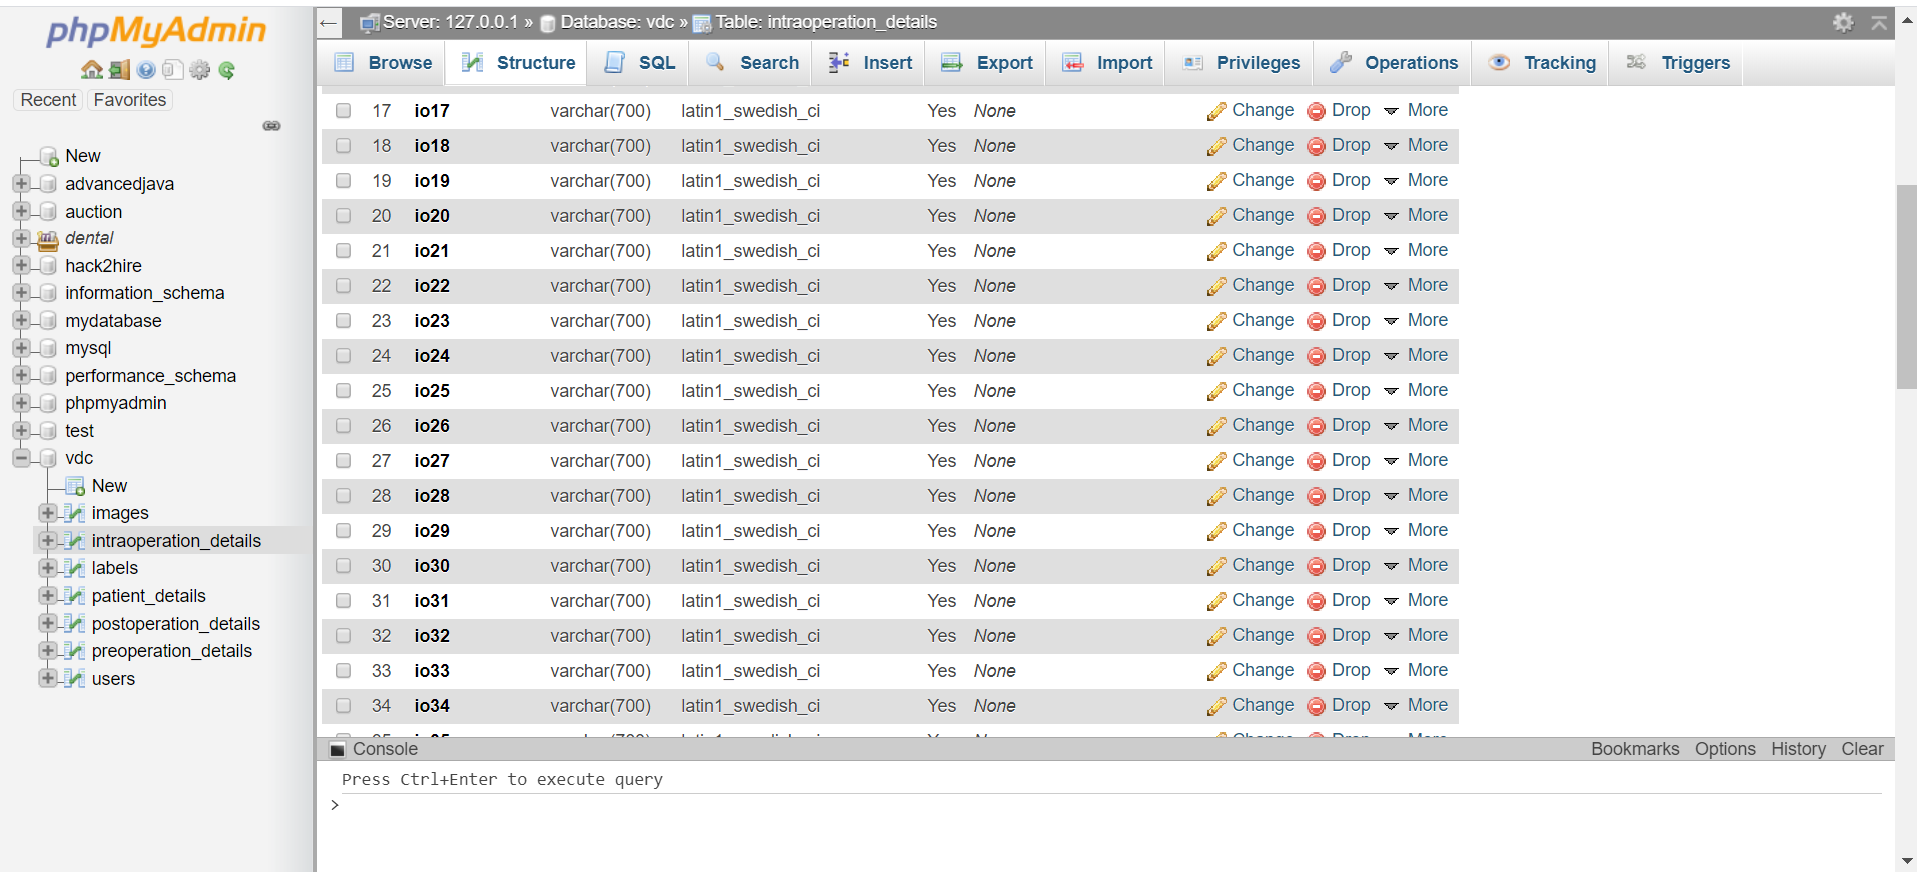 phpMyAdmin
Recent Favorites
New
advancedjava
auction
dental
hack2hire
information_schema
mydatabase
mysql
performance_schema
phpmyadmin
test
vdc
New
images
intraoperation_details
labels
patient_details
postoperation_details
preoperation_details
users
Server: 127.0.0.1 » Database: vdc » Table: intraoperation_details
Browse Structure SQL Search Insert Export Import Privileges Operations Tracking Triggers
17 io17 varchar(700) latin1_swedish_ci Yes None Change Drop More
18 io18 varchar(700) latin1_swedish_ci Yes None Change Drop More
19 io19 varchar(700) latin1_swedish_ci Yes None Change Drop More
20 io20 varchar(700) latin1_swedish_ci Yes None Change Drop More
21 io21 varchar(700) latin1_swedish_ci Yes None Change Drop More
22 io22 varchar(700) latin1_swedish_ci Yes None Change Drop More
23 io23 varchar(700) latin1_swedish_ci Yes None Change Drop More
24 io24 varchar(700) latin1_swedish_ci Yes None Change Drop More
25 io25 varchar(700) latin1_swedish_ci Yes None Change Drop More
26 io26 varchar(700) latin1_swedish_ci Yes None Change Drop More
27 io27 varchar(700) latin1_swedish_ci Yes None Change Drop More
28 io28 varchar(700) latin1_swedish_ci Yes None Change Drop More
29 io29 varchar(700) latin1_swedish_ci Yes None Change Drop More
30 io30 varchar(700) latin1_swedish_ci Yes None Change Drop More
31 io31 varchar(700) latin1_swedish_ci Yes None Change Drop More
32 io32 varchar(700) latin1_swedish_ci Yes None Change Drop More
33 io33 varchar(700) latin1_swedish_ci Yes None Change Drop More
34 io34 varchar(700) latin1_swedish_ci Yes None Change Drop More
Console Bookmarks Options History Clear
Press Ctrl+Enter to execute query
>